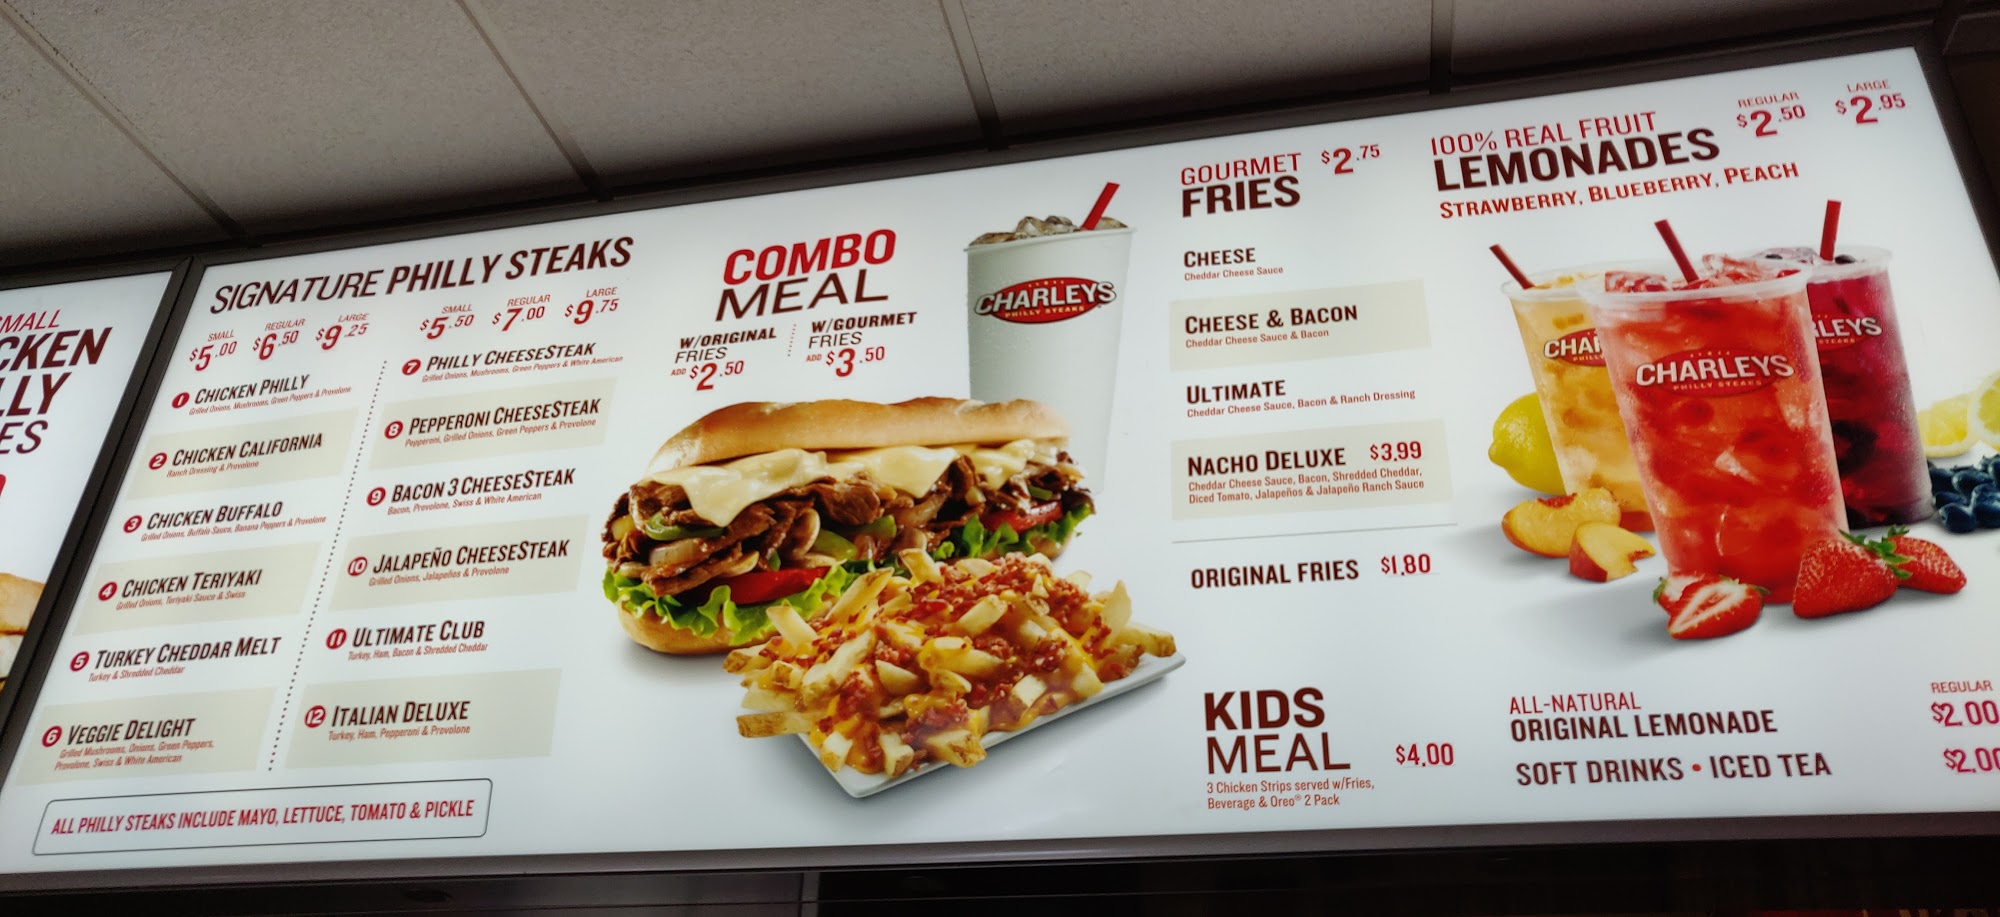 SMALL
CKEN
LLY
ES
SIGNATURE PHILLY STEAKS
SMALL REGULAR LARGE
$5.00 $6.50 $9.25
1 CHICKEN PHILLY
Grilled Onions, Mushrooms, Green Peppers & Provolone
2 CHICKEN CALIFORNIA
Ranch Dressing & Provolone
3 CHICKEN BUFFALO
Grilled Onions, Buffalo Sauce, Banana Peppers & Provolone
4 CHICKEN TERIYAKI
Grilled Onions, Teriyaki Sauce & Swiss
5 TURKEY CHEDDAR MELT
Turkey & Shredded Cheddar
6 VEGGIE DELIGHT
Grilled Mushrooms, Onions, Green Peppers,
Provolone, Swiss & White American
SMALL REGULAR LARGE
$5.50 $7.00 $9.75
7 PHILLY CHEESESTEAK
Grilled Onions, Mushrooms, Green Peppers & White American
8 PEPPERONI CHEESESTEAK
Pepperoni, Grilled Onions, Green Peppers & Provolone
9 BACON 3 CHEESESTEAK
Bacon, Provolone, Swiss & White American
10 JALAPEÑO CHEESESTEAK
Grilled Onions, Jalapeños & Provolone
11 ULTIMATE CLUB
Turkey, Ham, Bacon & Shredded Cheddar
12 ITALIAN DELUXE
Turkey, Ham, Pepperoni & Provolone
ALL PHILLY STEAKS INCLUDE MAYO, LETTUCE, TOMATO & PICKLE
COMBO
MEAL
W/ORIGINAL
FRIES
ADD $2.50
W/GOURMET
FRIES
ADD $3.50
CHARLEYS
PHILLY STEAKS
GOURMET
FRIES
$2.75
CHEESE
Cheddar Cheese Sauce
CHEESE & BACON
Cheddar Cheese Sauce & Bacon
ULTIMATE
Cheddar Cheese Sauce, Bacon & Ranch Dressing
NACHO DELUXE $3.99
Cheddar Cheese Sauce, Bacon, Shredded Cheddar,
Diced Tomato, Jalapeños & Jalapeño Ranch Sauce
ORIGINAL FRIES $1.80
KIDS
MEAL $4.00
3 Chicken Strips served w/Fries,
Beverage & Oreo® 2 Pack
100% REAL FRUIT
LEMONADES
STRAWBERRY, BLUEBERRY, PEACH
REGULAR LARGE
$2.50 $2.95
CHAR
PHILLY
CHARLEYS
PHILLY STEAKS
RLEYS
STEAKS
ALL-NATURAL
ORIGINAL LEMONADE
REGULAR
$2.00
SOFT DRINKS • ICED TEA $2.00